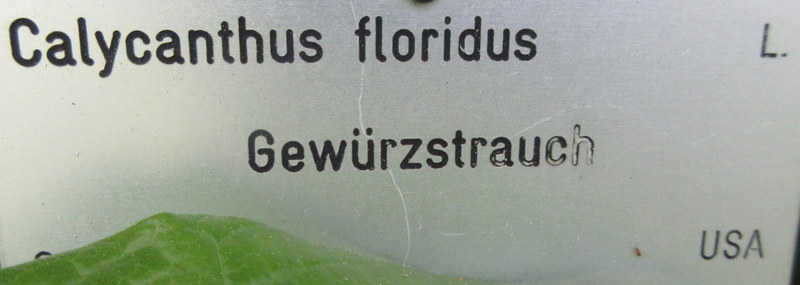 Calycanthus floridus L.
Gewürzstrauch
USA